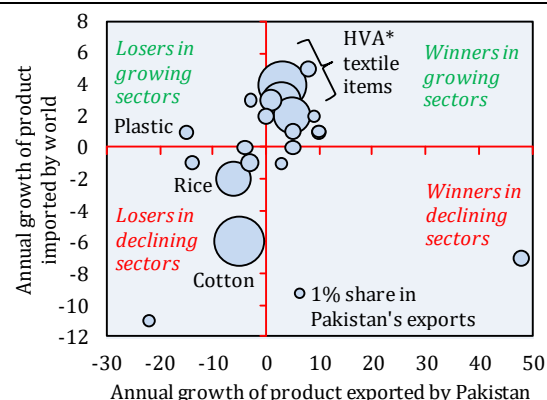 8
6
4
2
0
-2
-4
-6
-8
-10
-12
Annual growth of product
imported by world
Losers in
growing
sectors
HVA*
textile
items
Winners in
growing
sectors
Plastic
Rice
Losers in
declining
sectors
Cotton
Winners in
declining
sectors
1% share in
Pakistan's exports
-30 -20 -10 0 10 20 30 40 50
Annual growth of product exported by Pakistan